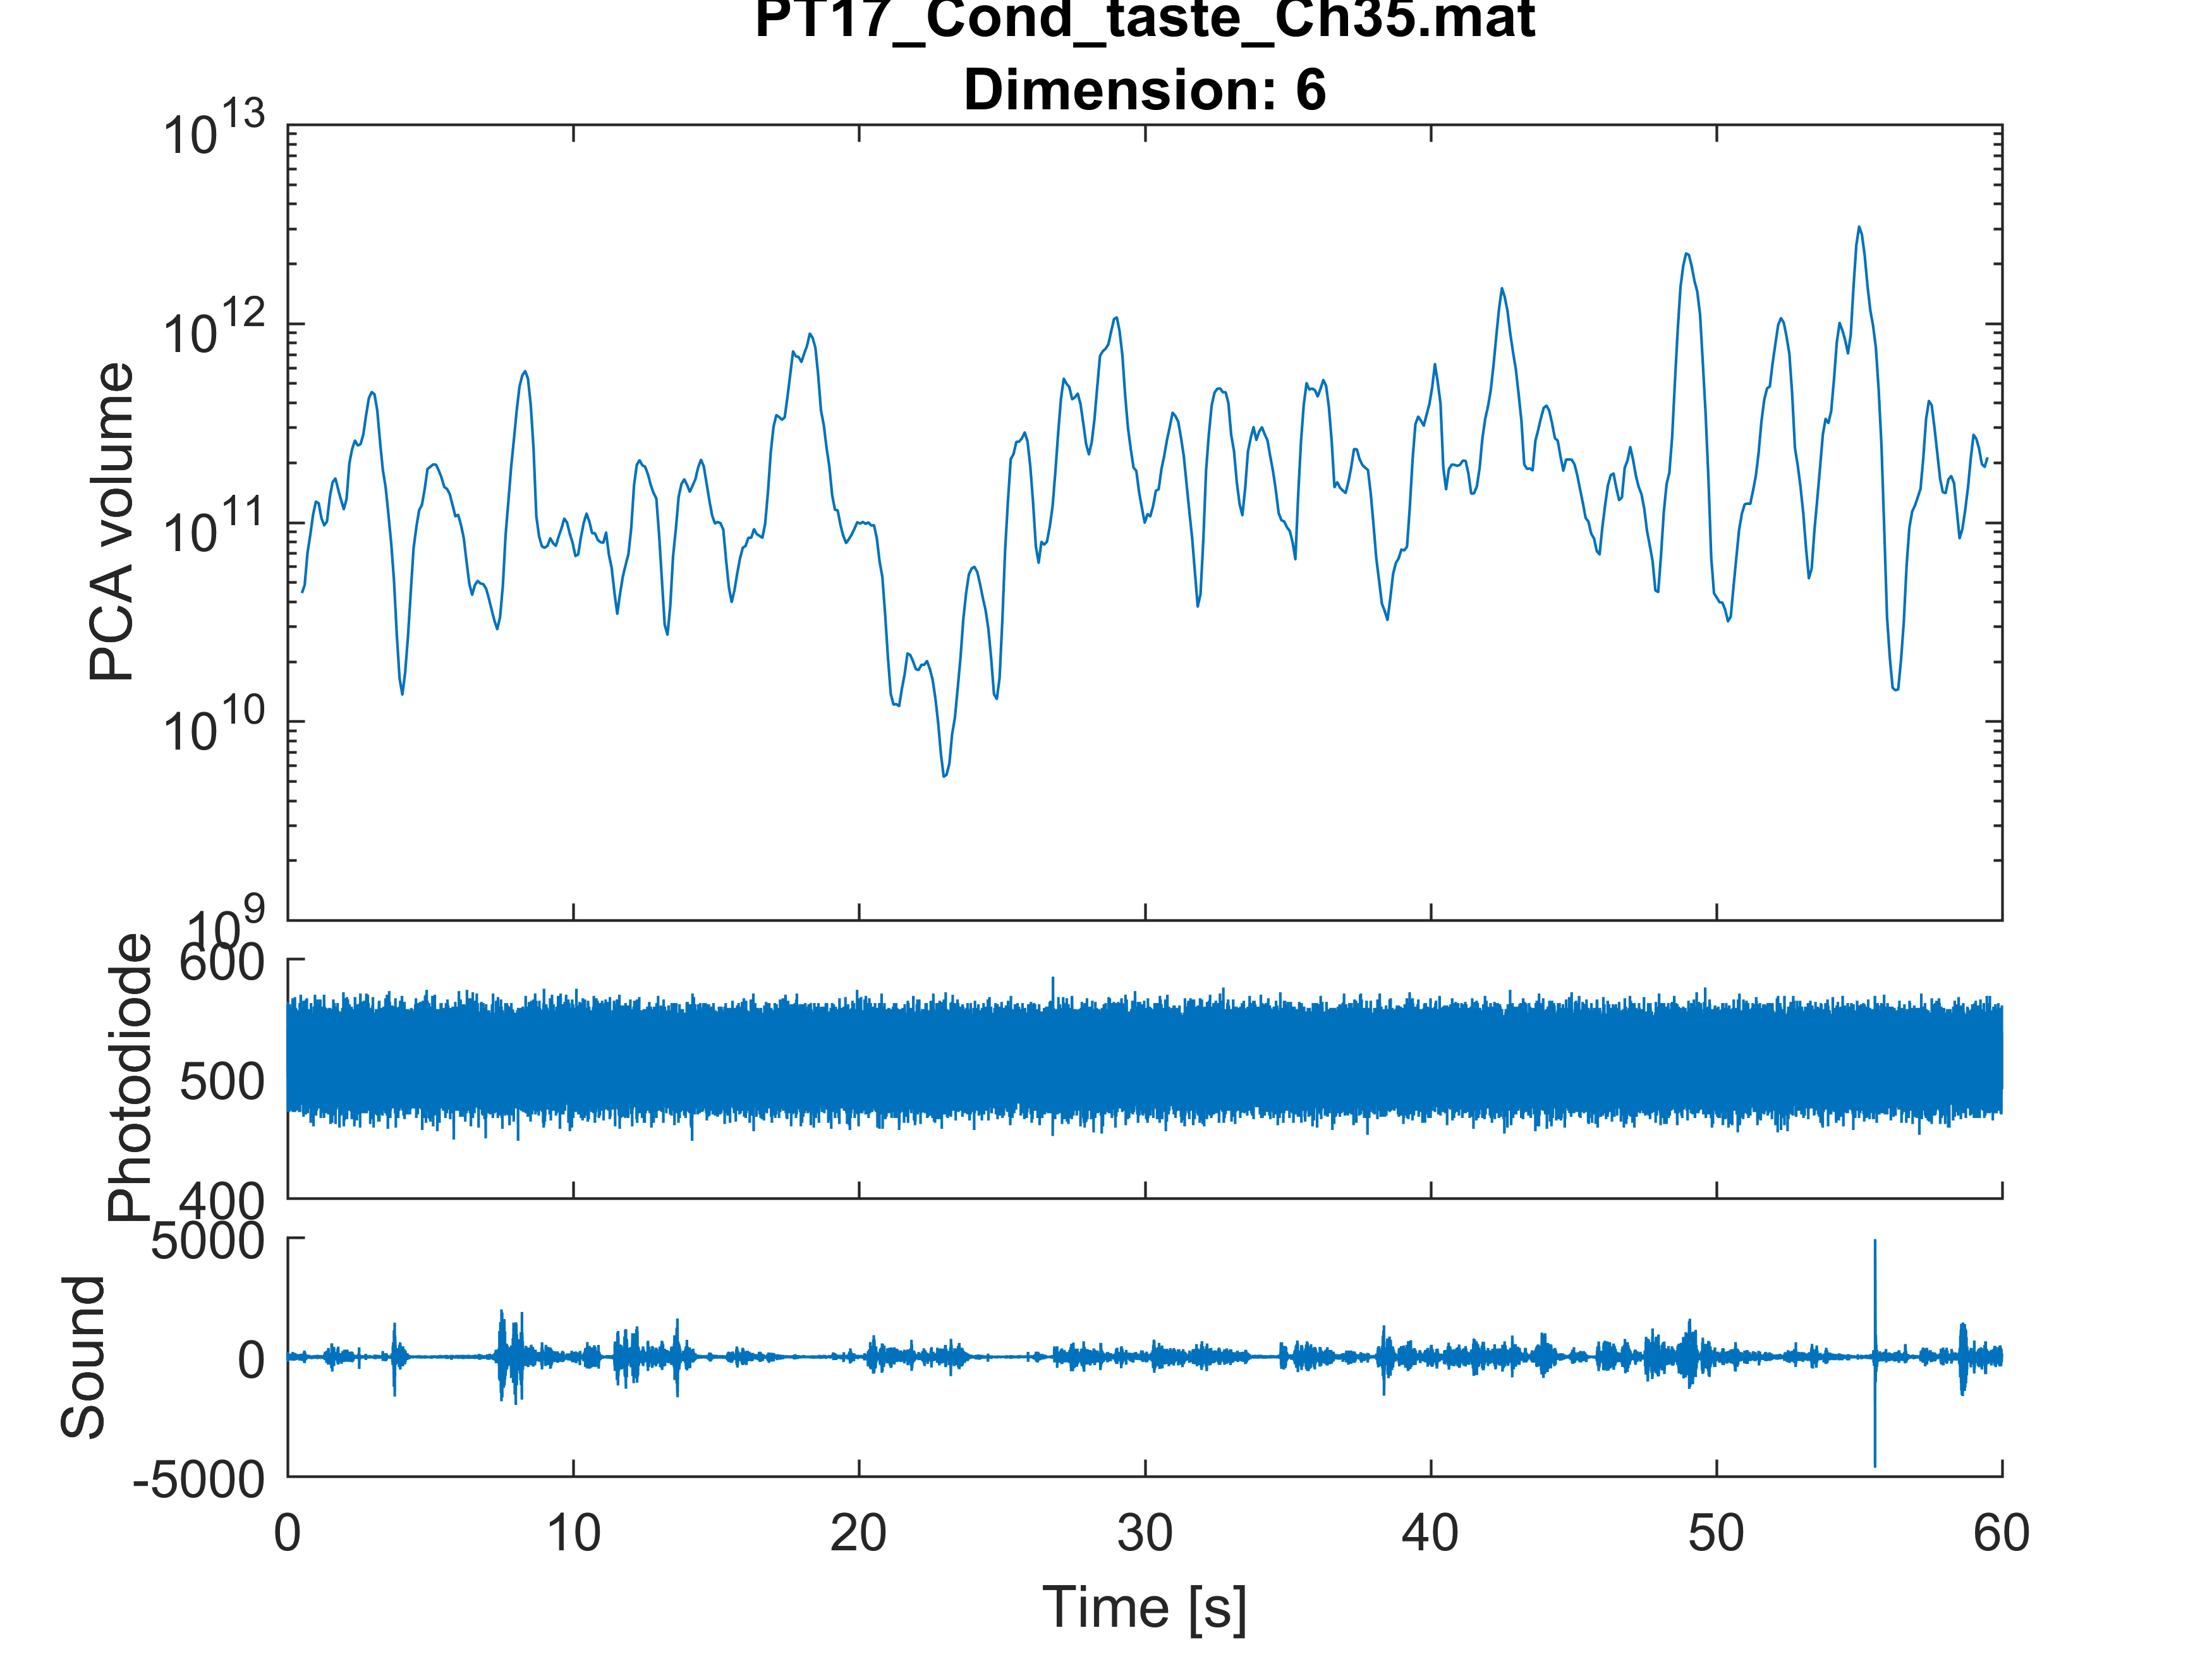 PT17_Cond_taste_Ch35.mat
Dimension: 6
PCA volume
10^13
10^12
10^11
10^10
10^9
Photodiode
600
500
400
Sound
5000
0
-5000
0 10 20 30 40 50 60
Time [s]